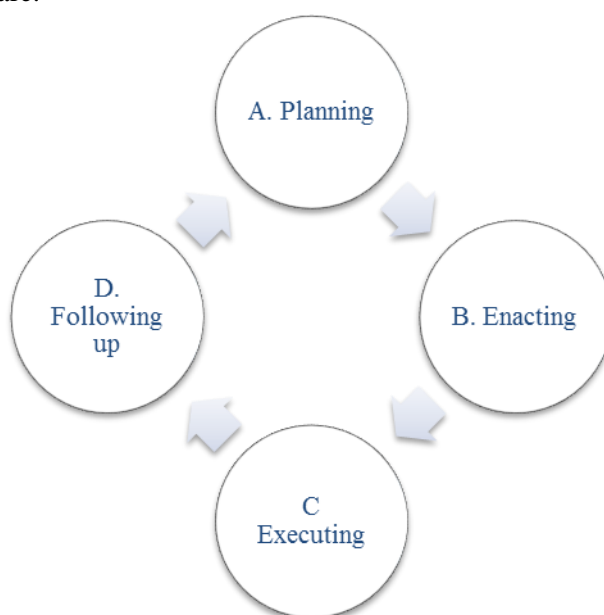 A. Planning
B. Enacting
C
Executing
D.
Following
up